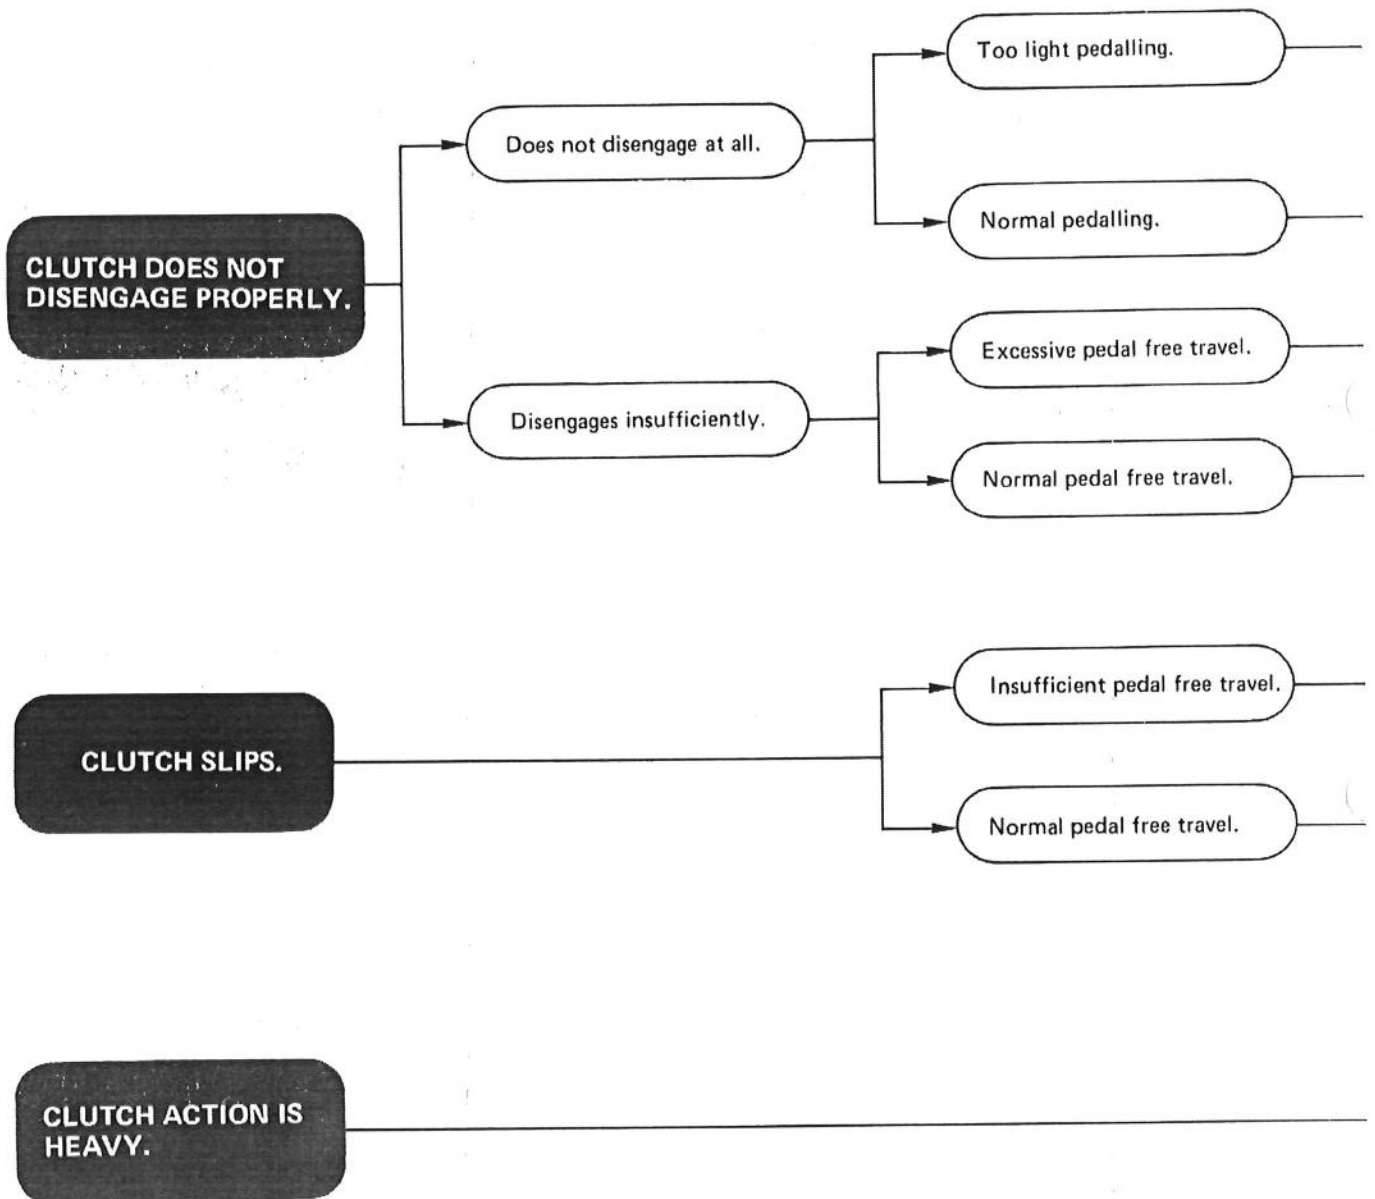 Too light pedalling.
Does not disengage at all.
Normal pedalling.
CLUTCH DOES NOT
DISENGAGE PROPERLY.
Excessive pedal free travel.
Disengages insufficiently.
Normal pedal free travel.
Insufficient pedal free travel.
CLUTCH SLIPS.
Normal pedal free travel.
CLUTCH ACTION IS
HEAVY.